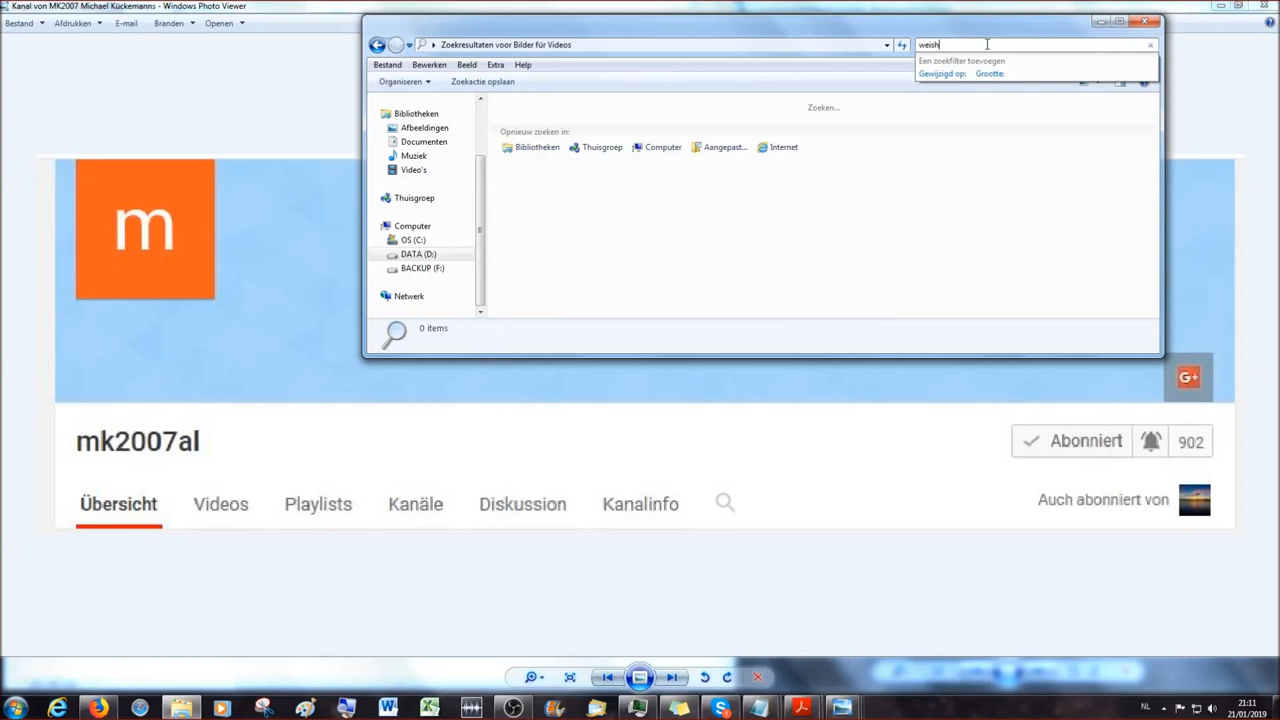 Kanal von MK2007 Michael Kückemanns - Windows Photo Viewer
Bestand Afdrukken E-mail Branden Openen
Zoekresultaten voor Bilder für Videos
weish
Bestand Bewerken Beeld Extra Help
Een zoekfilter toevoegen
Gewijzigd op: Grootte:
Organiseren Zoekactie opslaan
Zoeken...
Bibliotheken
Afbeeldingen
Documenten
Muziek
Video's
Thuisgroep
Computer
OS (C:)
DATA (D:)
BACKUP (F:)
Netwerk
Opnieuw zoeken in:
Bibliotheken Thuisgroep Computer Aangepast... Internet
0 items
m
G+
mk2007al
Abonniert 902
Übersicht Videos Playlists Kanäle Diskussion Kanalinfo
Auch abonniert von
NL
21:11
21/01/2019